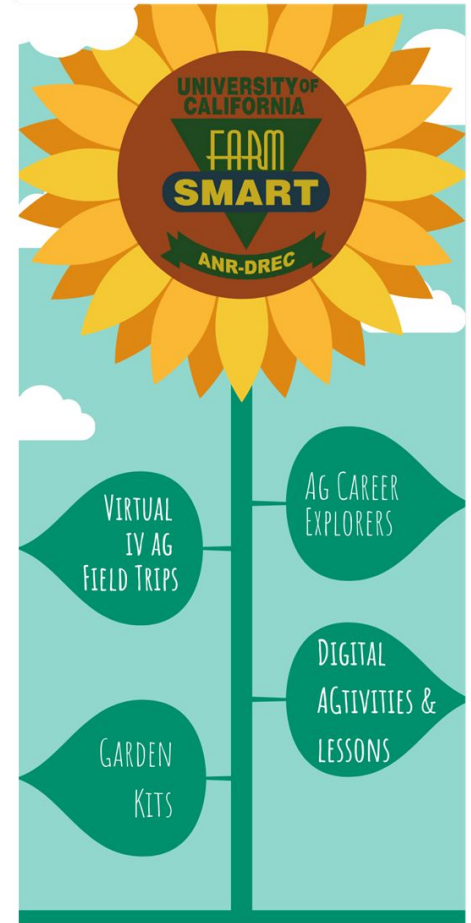 UNIVERSITY OF
CALIFORNIA
FARM
SMART
ANR-DREC
AG CAREER
EXPLORERS
VIRTUAL
IV AG
FIELD TRIPS
DIGITAL
AGTIVITIES &
LESSONS
GARDEN
KITS